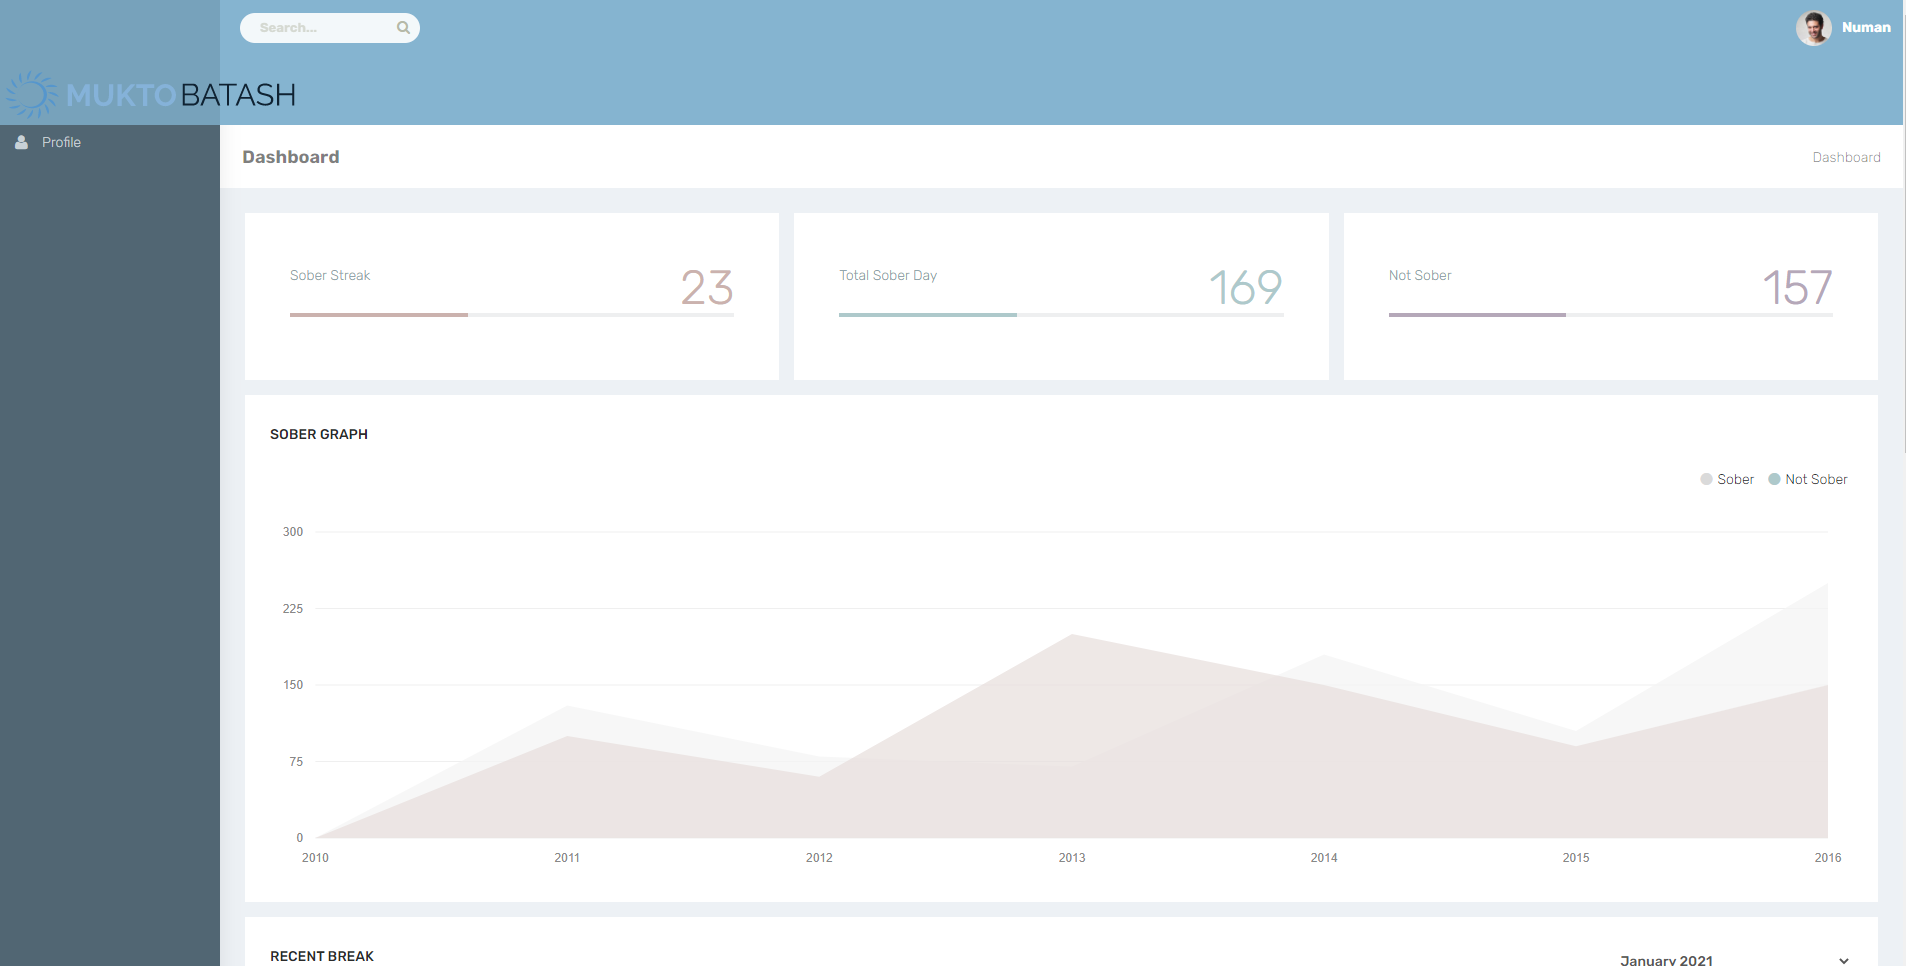 Search...
Numan
MUKTO BATASH
Profile
Dashboard
Dashboard
Sober Streak
23
Total Sober Day
169
Not Sober
157
SOBER GRAPH
Sober
Not Sober
300
225
150
75
0
2010 2011 2012 2013 2014 2015 2016
RECENT BREAK
January 2021